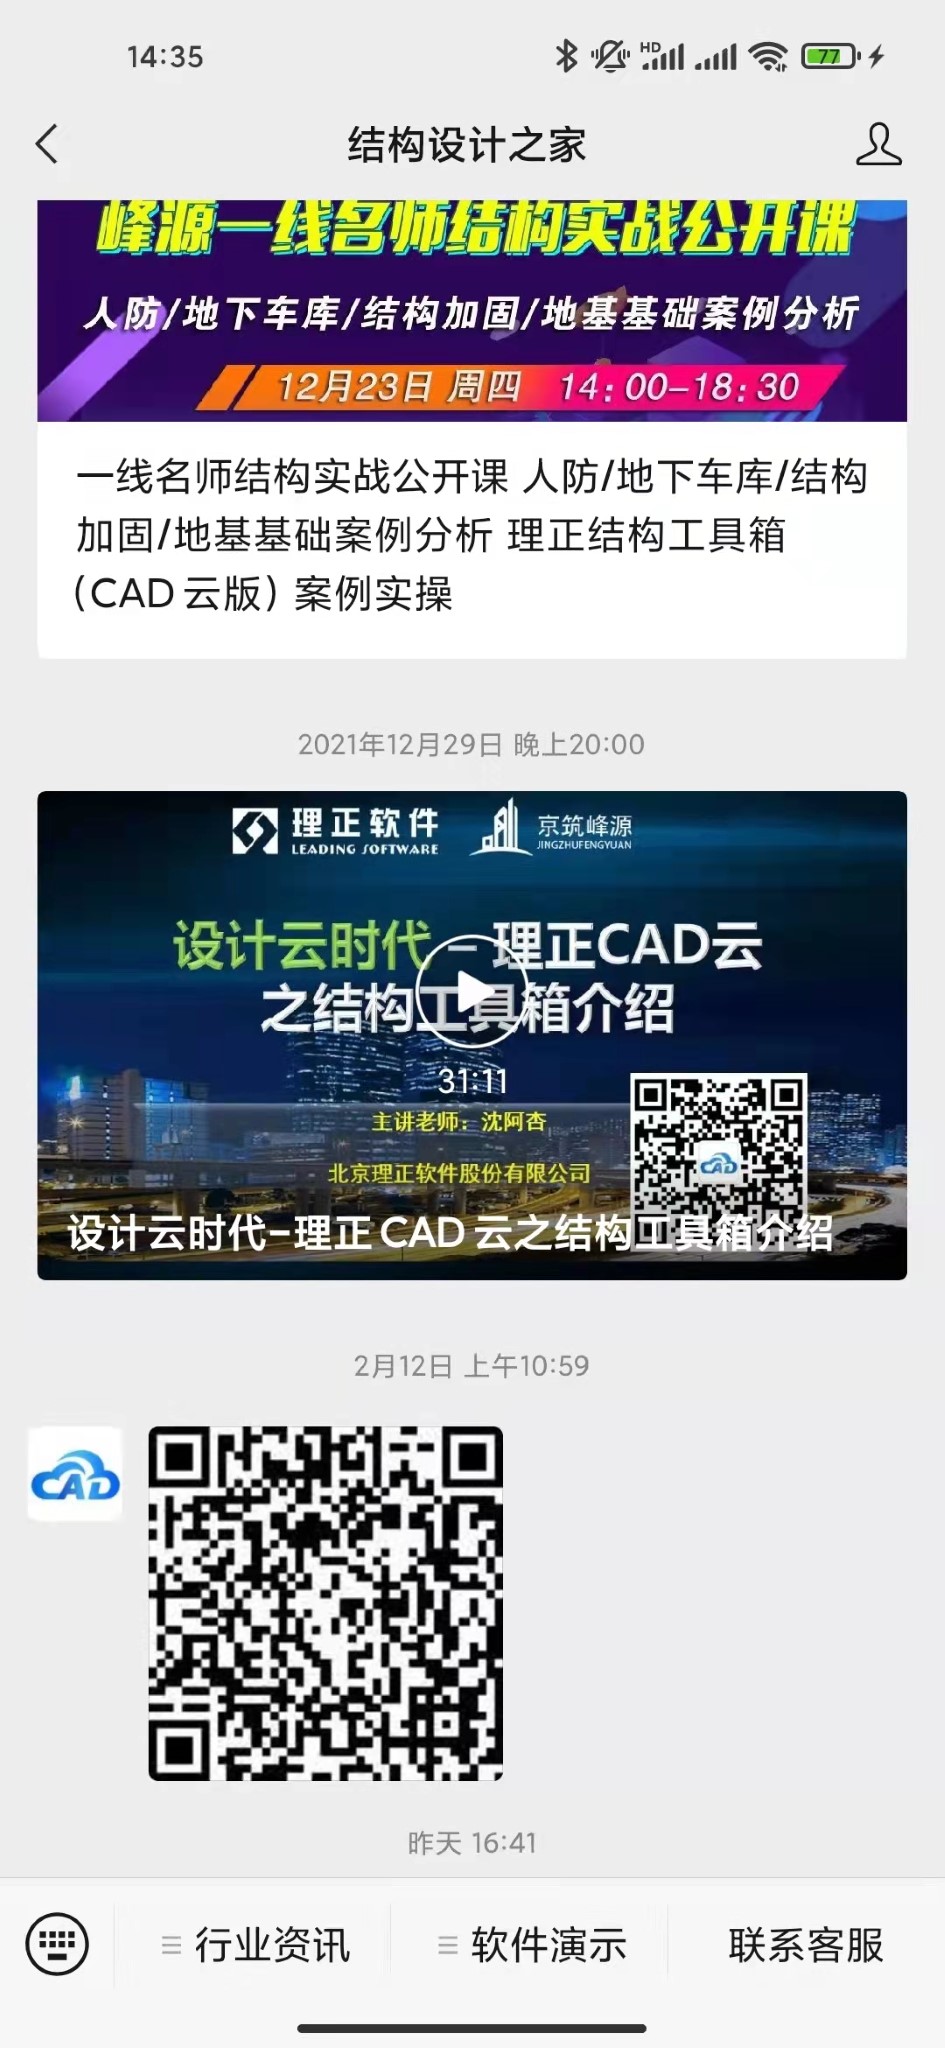 14:35
HD
77
结构设计之家
峰源一线名师结构实战公开课
人防/地下车库/结构加固/地基基础案例分析
12月23日 周四 14:00-18:30
一线名师结构实战公开课 人防/地下车库/结构
加固/地基基础案例分析 理正结构工具箱
（CAD 云版）案例实操
2021年12月29日 晚上20:00
理正软件
LEADING SOFTWARE
京筑峰源
JINGZHUFENGYUAN
设计云时代 – 理正CAD云
之结构工具箱介绍
31:11
主讲老师：沈阿杏
北京理正软件股份有限公司
CAD
设计云时代-理正 CAD 云之结构工具箱介绍
2月12日 上午10:59
CAD
昨天 16:41
行业资讯
软件演示
联系客服